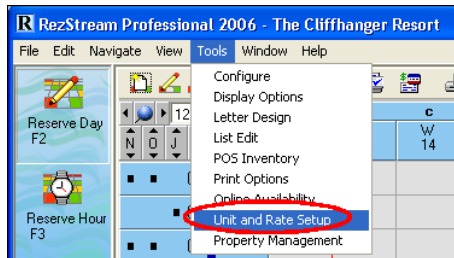 R RezStream Professional 2006 - The Cliffhanger Resort
File Edit Navigate View Tools Window Help
Configure
Display Options
Letter Design
List Edit
POS Inventory
Print Options
Online Availability
Unit and Rate Setup
Property Management
Reserve Day
F2
Reserve Hour
F3
12
N O J
c
W
14